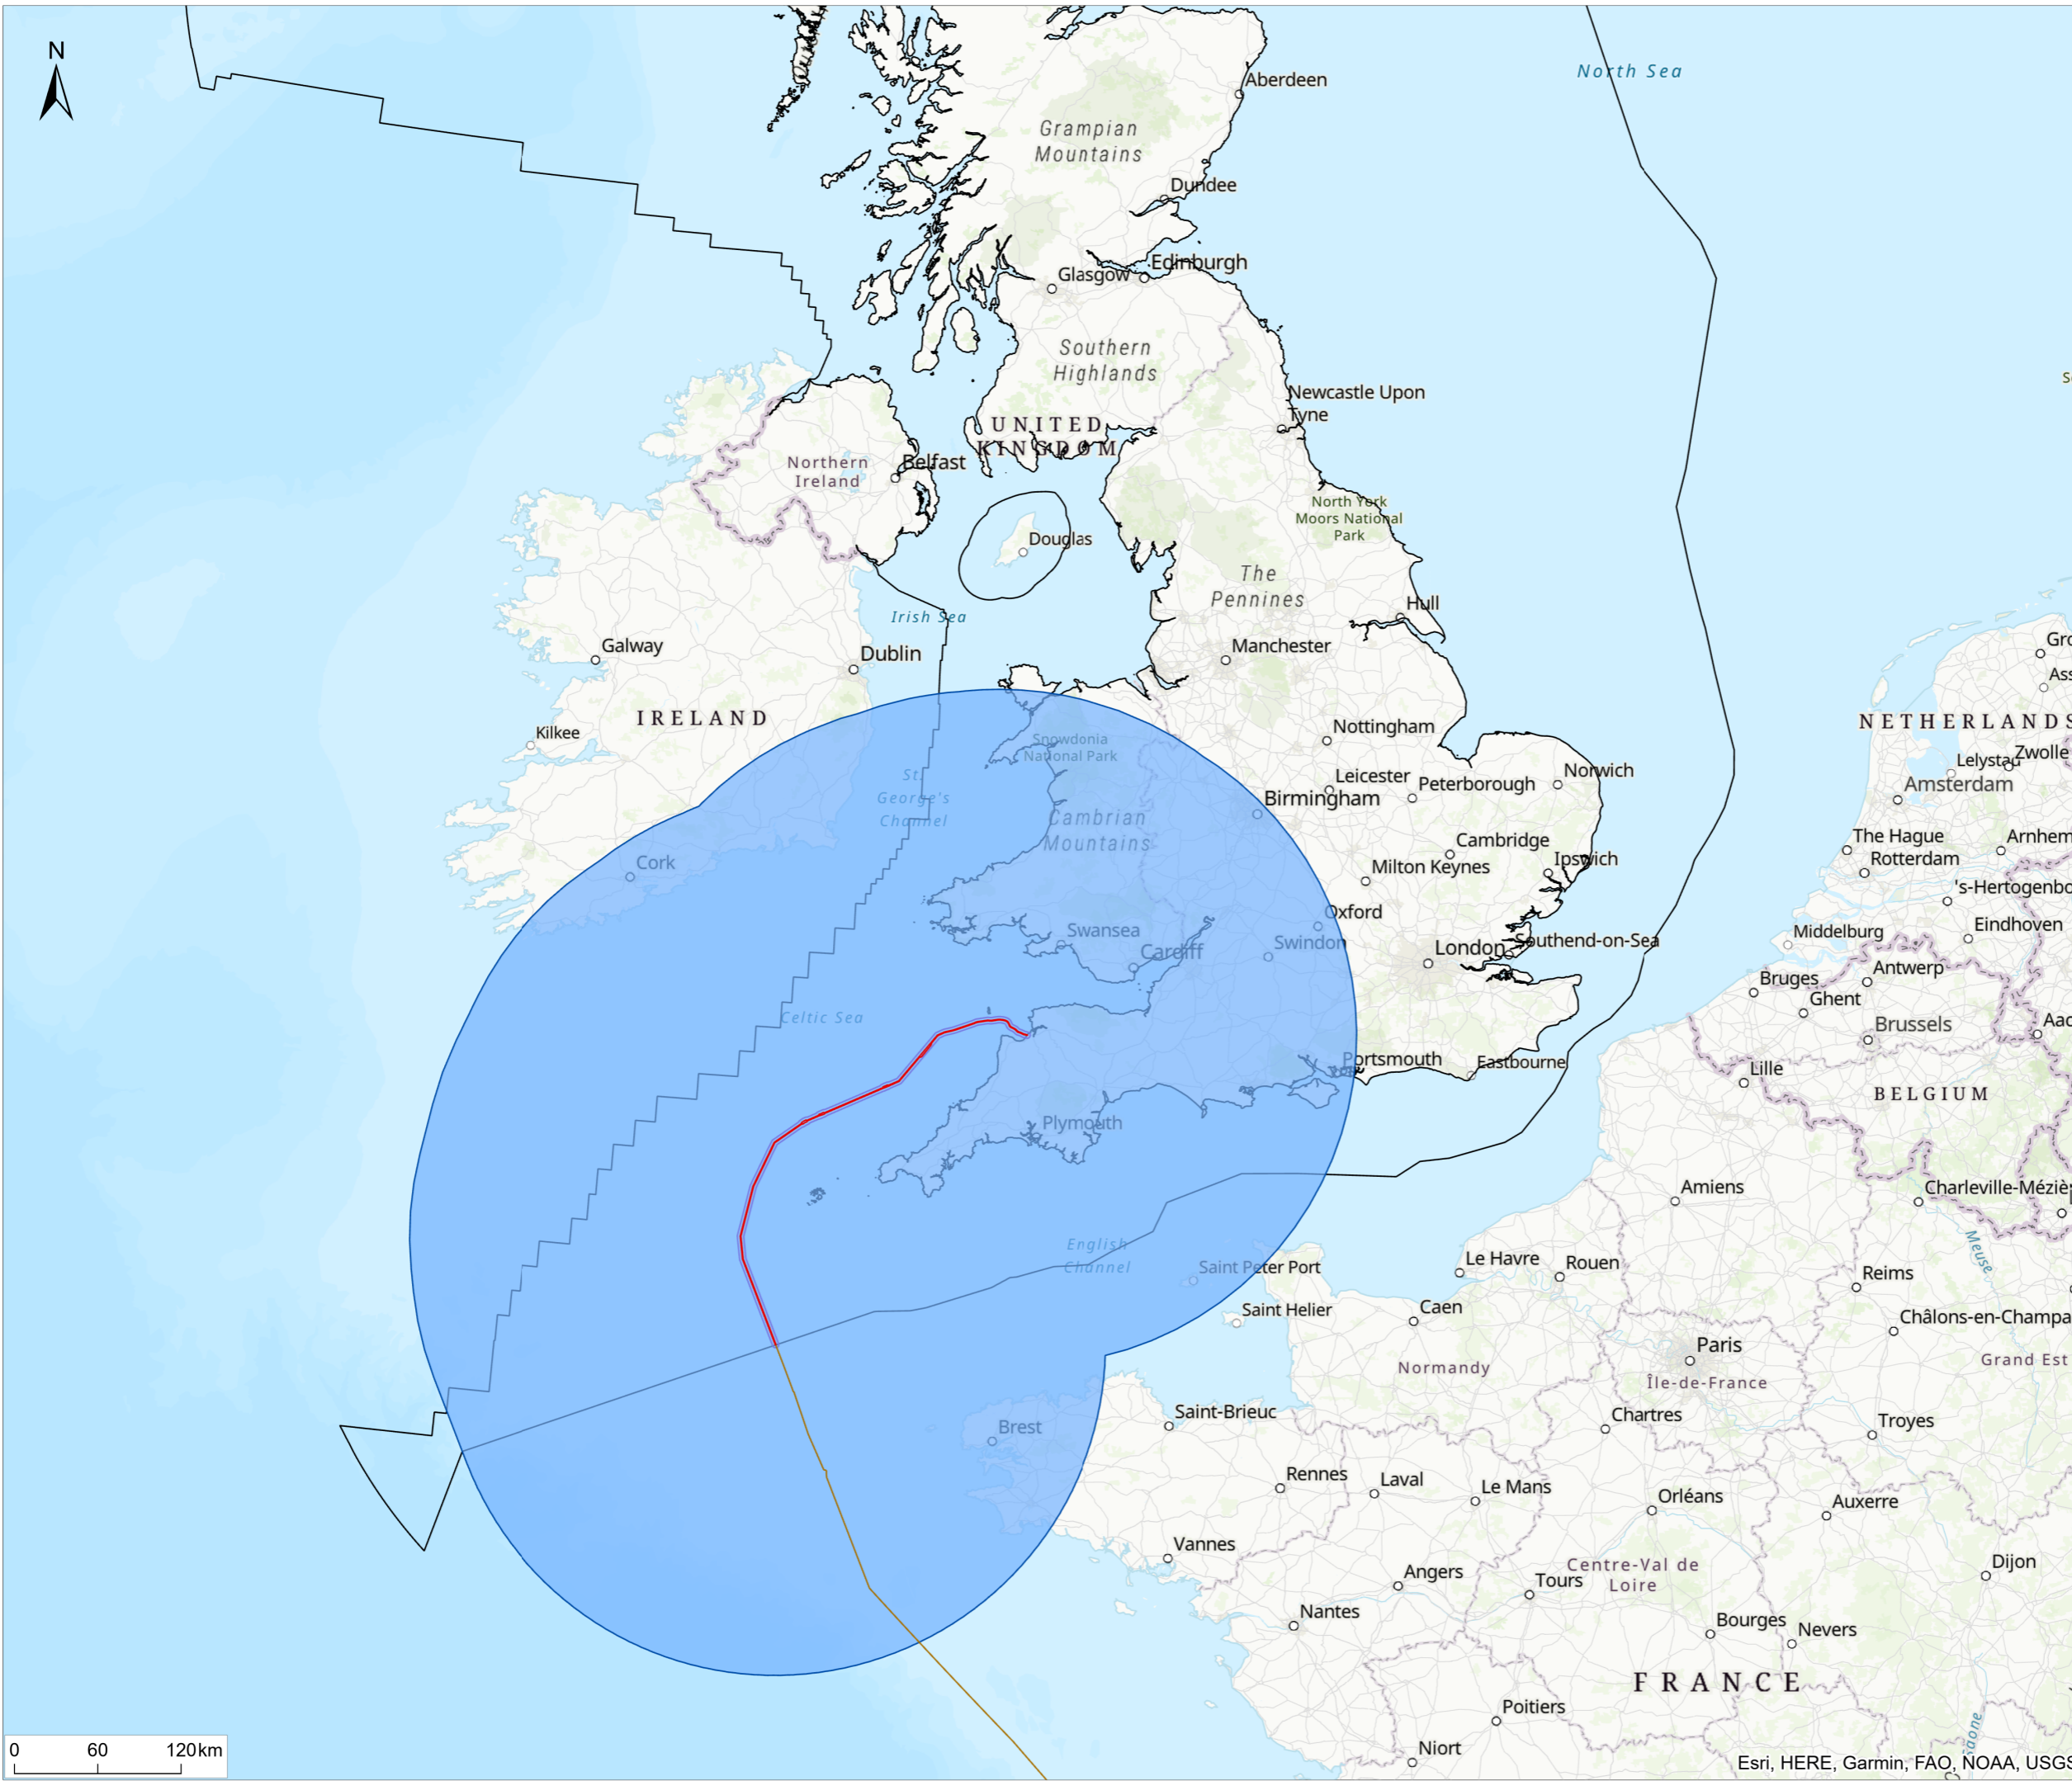 N
North Sea
Aberdeen
Grampian
Mountains
Dundee
Edinburgh
Glasgow
Southern
Highlands
Newcastle Upon
Tyne
UNITED
KINGDOM
Northern
Ireland
Belfast
North York
Moors National
Park
Douglas
The
Pennines
Hull
Irish Sea
Galway
Dublin
Manchester
Gro
Ass
IRELAND
Kilkee
Nottingham
NETHERLANDS
Snowdonia
National Park
Zwolle
Lelystad
Amsterdam
Leicester
Peterborough
Norwich
Birmingham
St.
George's
Channel
Cambrian
Mountains
Cambridge
The Hague
Arnhem
Cork
Milton Keynes
Ipswich
Rotterdam
's-Hertogenbo
Oxford
Swansea
Cardiff
Swindon
London
Southend-on-Sea
Middelburg
Eindhoven
Bruges
Antwerp
Ghent
Celtic Sea
Brussels
Aac
Portsmouth
Eastbourne
Lille
BELGIUM
Plymouth
Amiens
Charleville-Méziè
English
Channel
Saint Peter Port
Le Havre
Rouen
Meuse
Reims
Saint Helier
Caen
Châlons-en-Champa
Paris
Normandy
Île-de-France
Grand Est
Brest
Saint-Brieuc
Chartres
Troyes
Rennes
Laval
Le Mans
Orléans
Auxerre
Vannes
Angers
Centre-Val de
Loire
Tours
Dijon
Nantes
Bourges
Nevers
FRANCE
Poitiers
Niort
Saone
0 60 120km
Esri, HERE, Garmin, FAO, NOAA, USGS